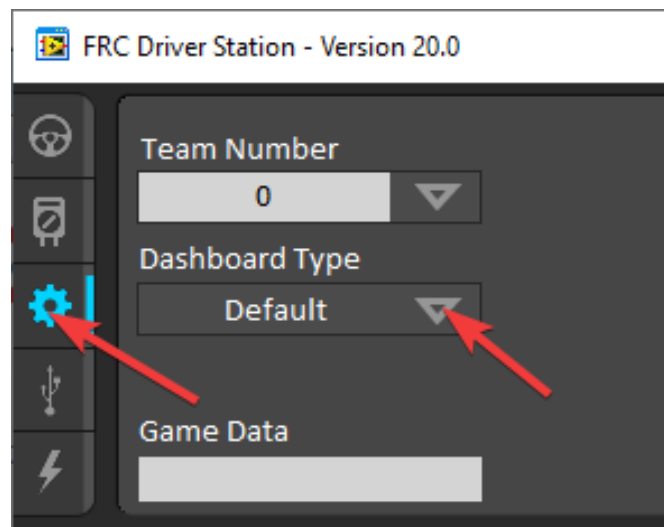 FRC Driver Station - Version 20.0
Team Number
0
Dashboard Type
Default
Game Data